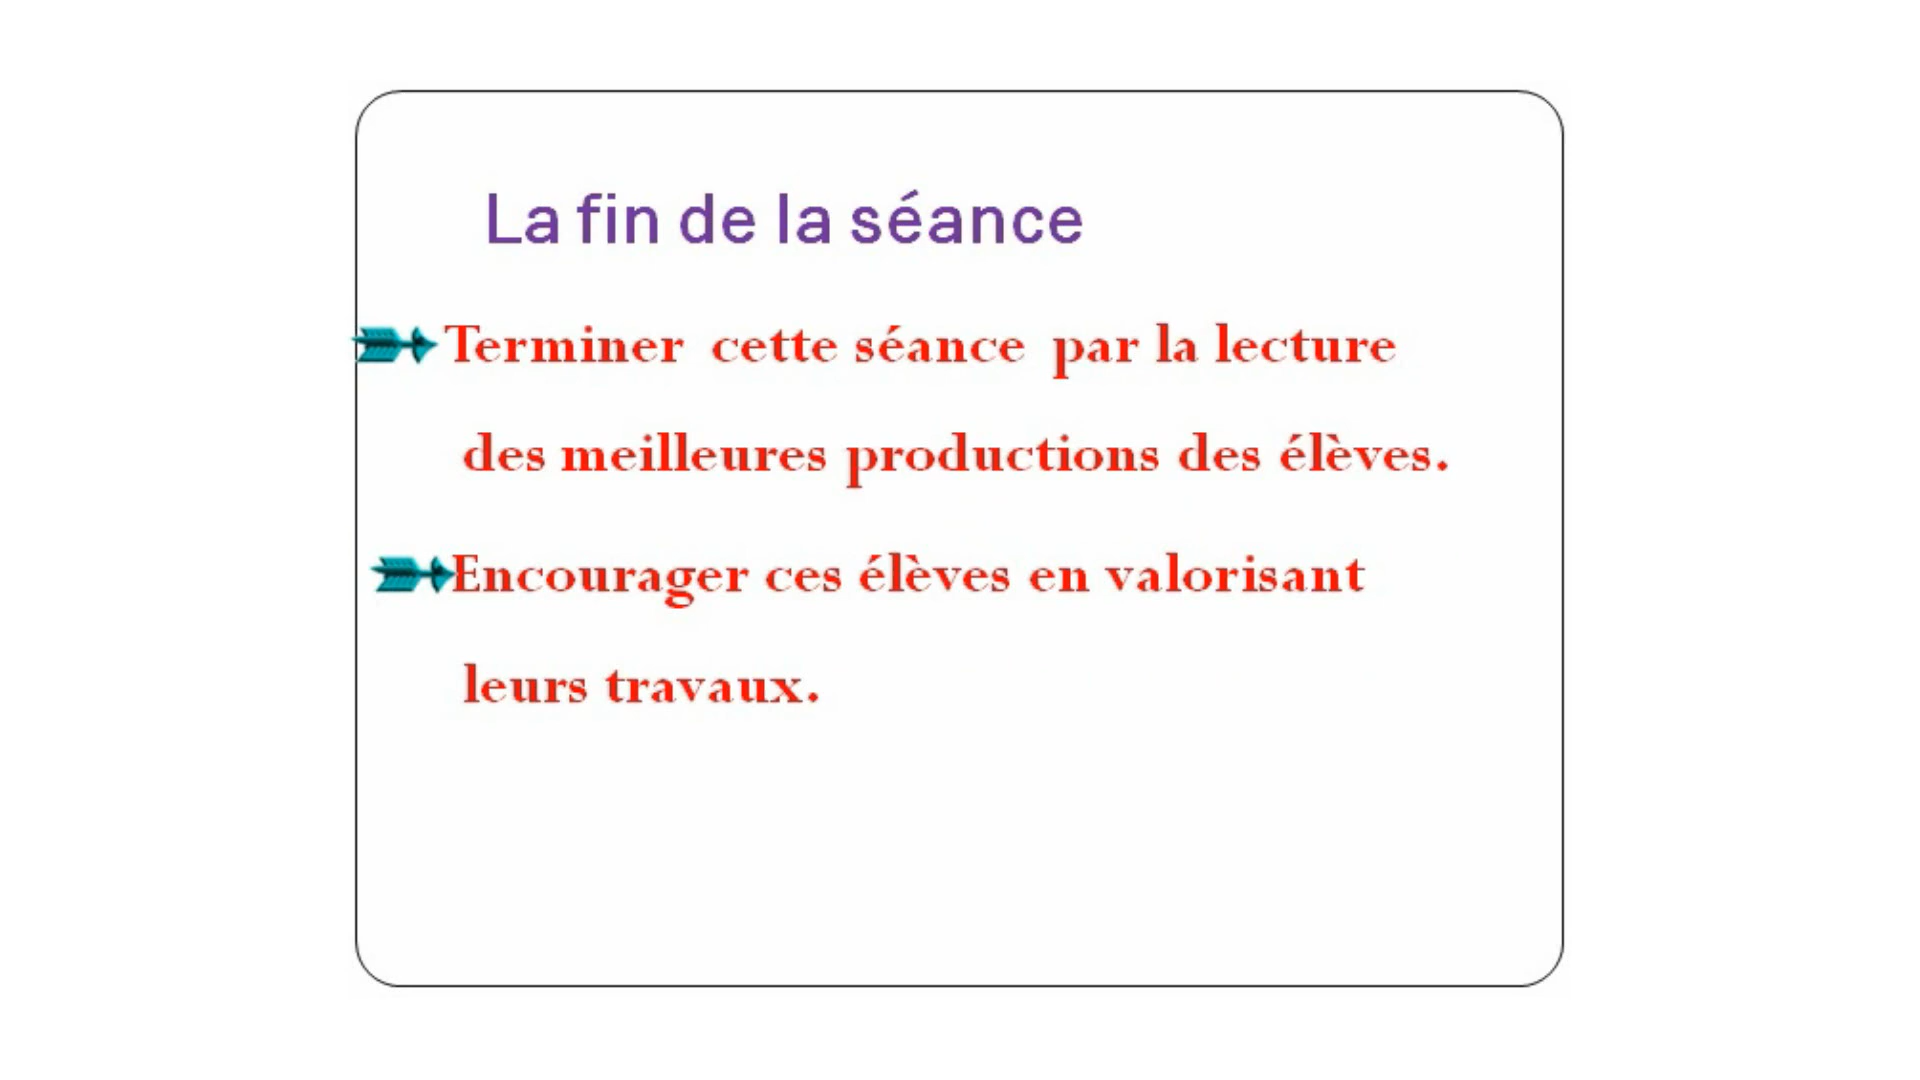 La fin de la séance
Terminer cette séance par la lecture
des meilleures productions des élèves.
Encourager ces élèves en valorisant
leurs travaux.